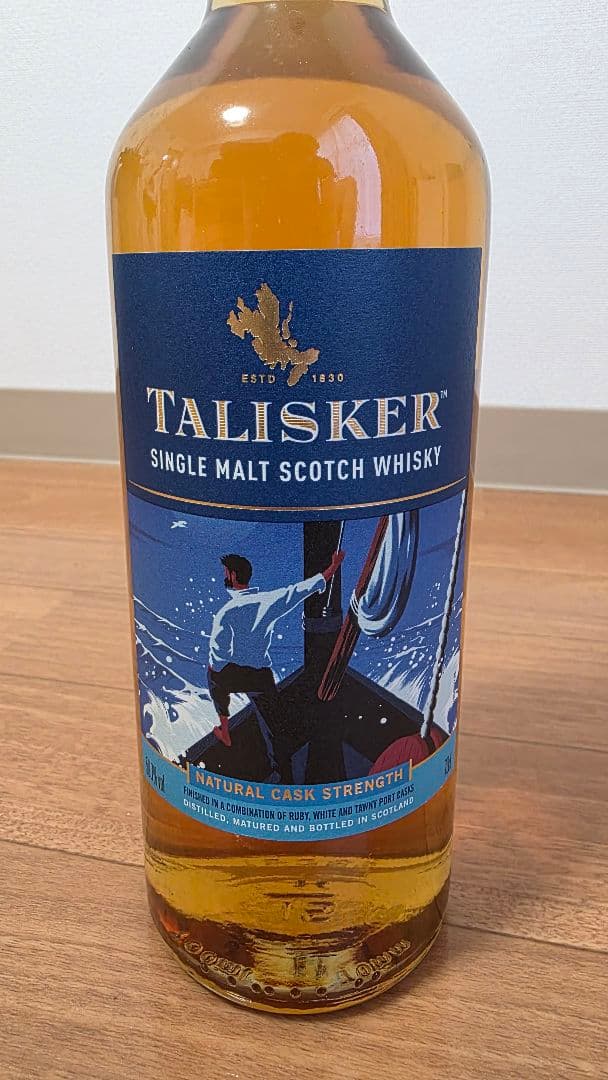 ESTD 1830
TALISKER™
SINGLE MALT SCOTCH WHISKY
NATURAL CASK STRENGTH
FINISHED IN A COMBINATION OF RUBY, WHITE AND TAWNY PORT CASKS
DISTILLED, MATURED AND BOTTLED IN SCOTLAND